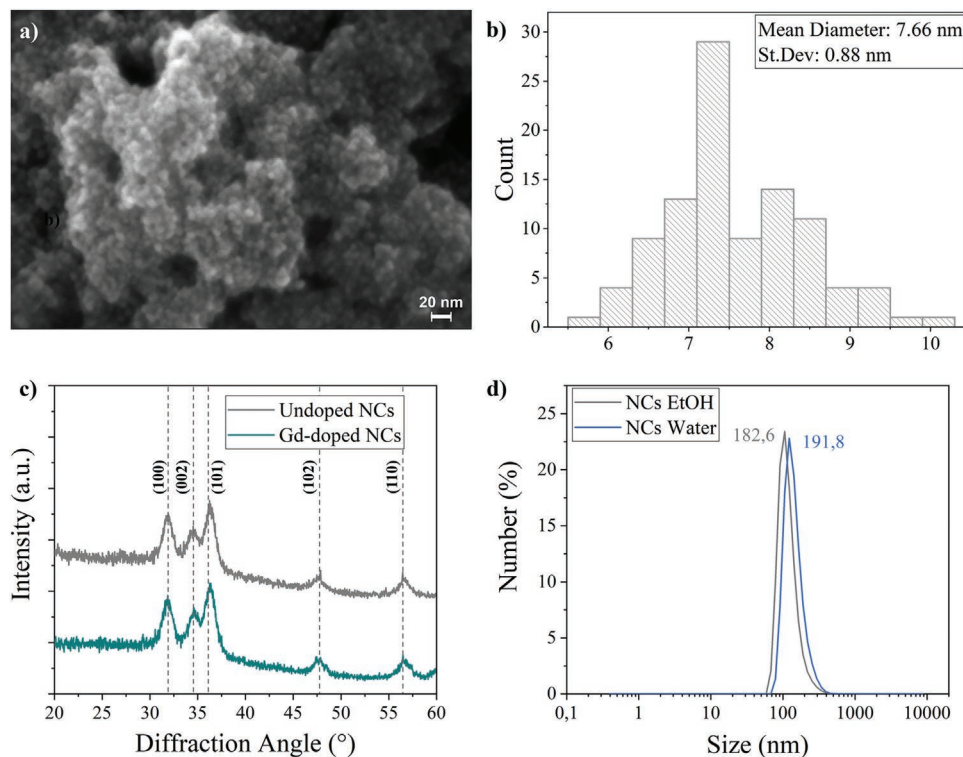 a)
b)
20 nm
b)
Mean Diameter: 7.66 nm
St.Dev: 0.88 nm
30
25
20
15
10
5
0
Count
6 7 8 9 10
c)
Undoped NCs
Gd-doped NCs
(100)
(002)
(101)
(102)
(110)
Intensity (a.u.)
20 25 30 35 40 45 50 55 60
Diffraction Angle (°)
d)
NCs EtOH
NCs Water
182,6
191,8
25
20
15
10
5
0
Number (%)
0,1 1 10 100 1000 10000
Size (nm)